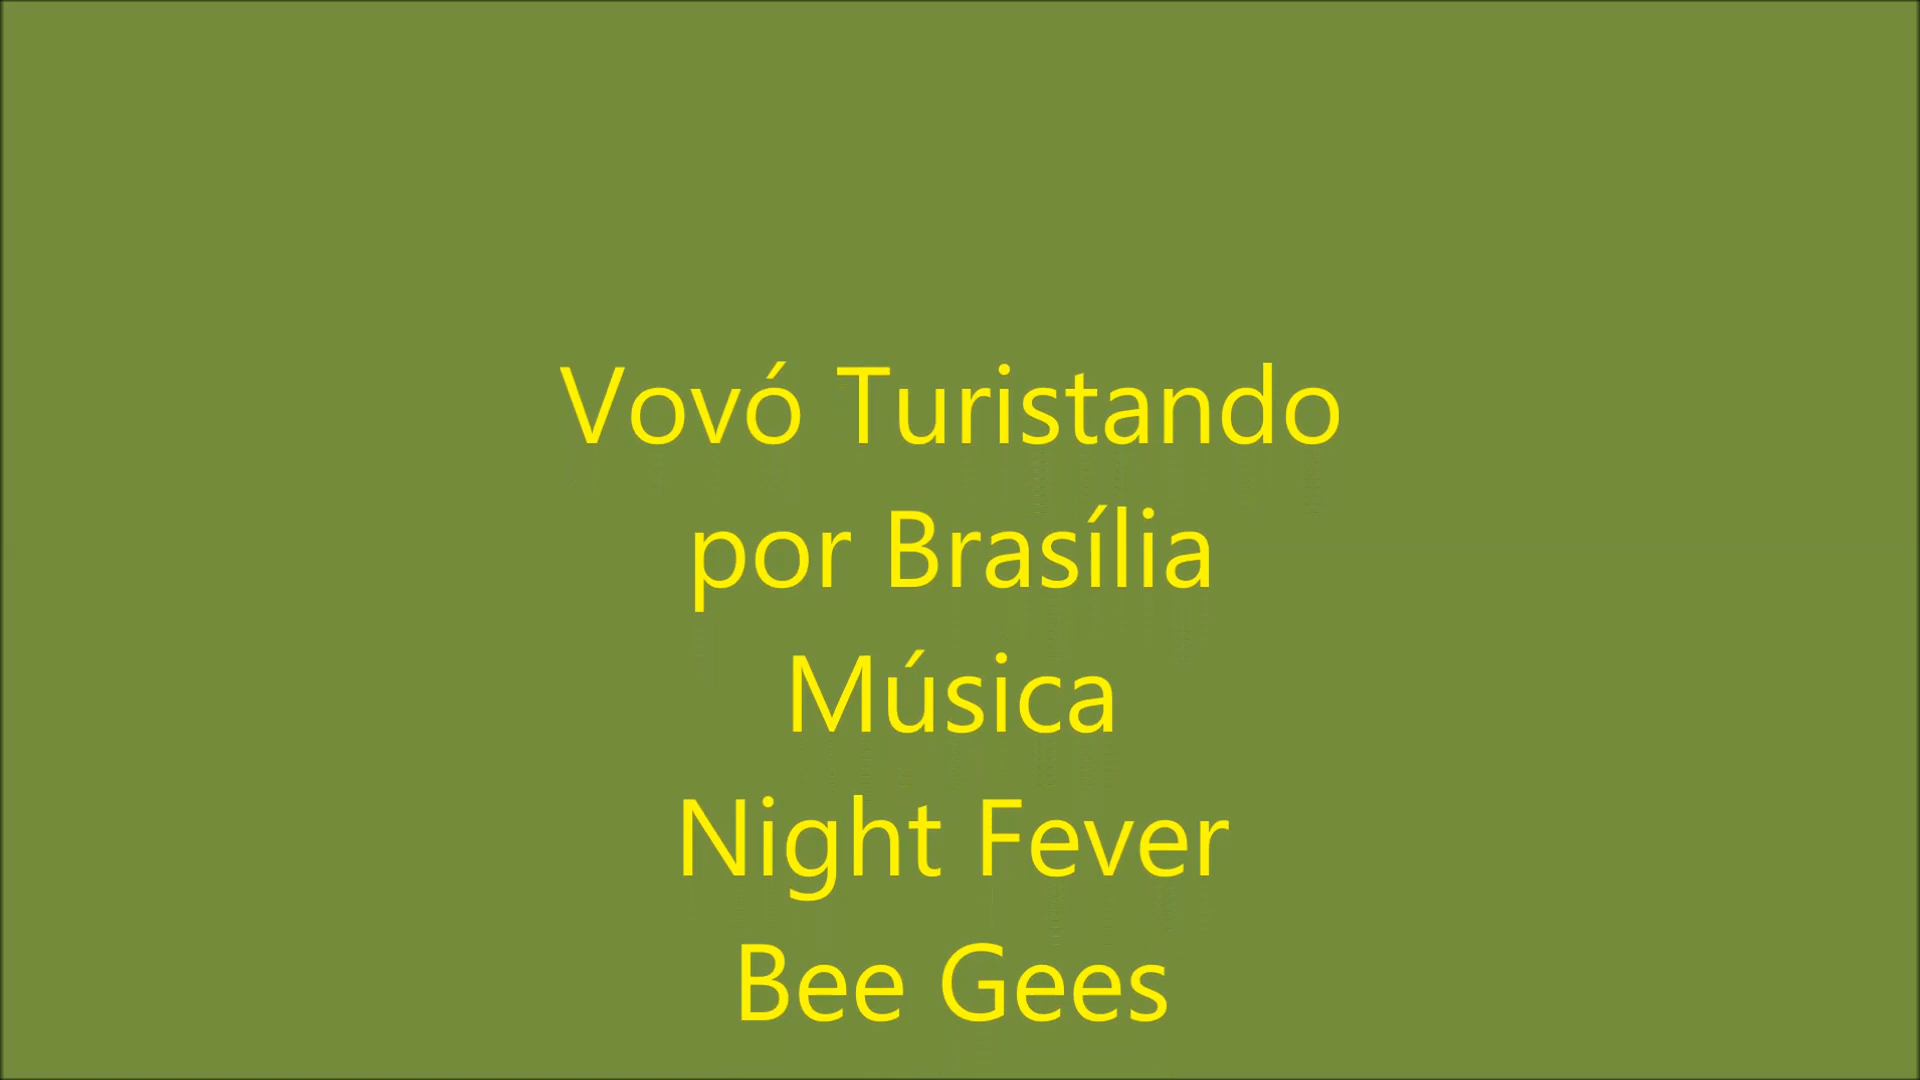 Vovó Turistando
por Brasília
Música
Night Fever
Bee Gees